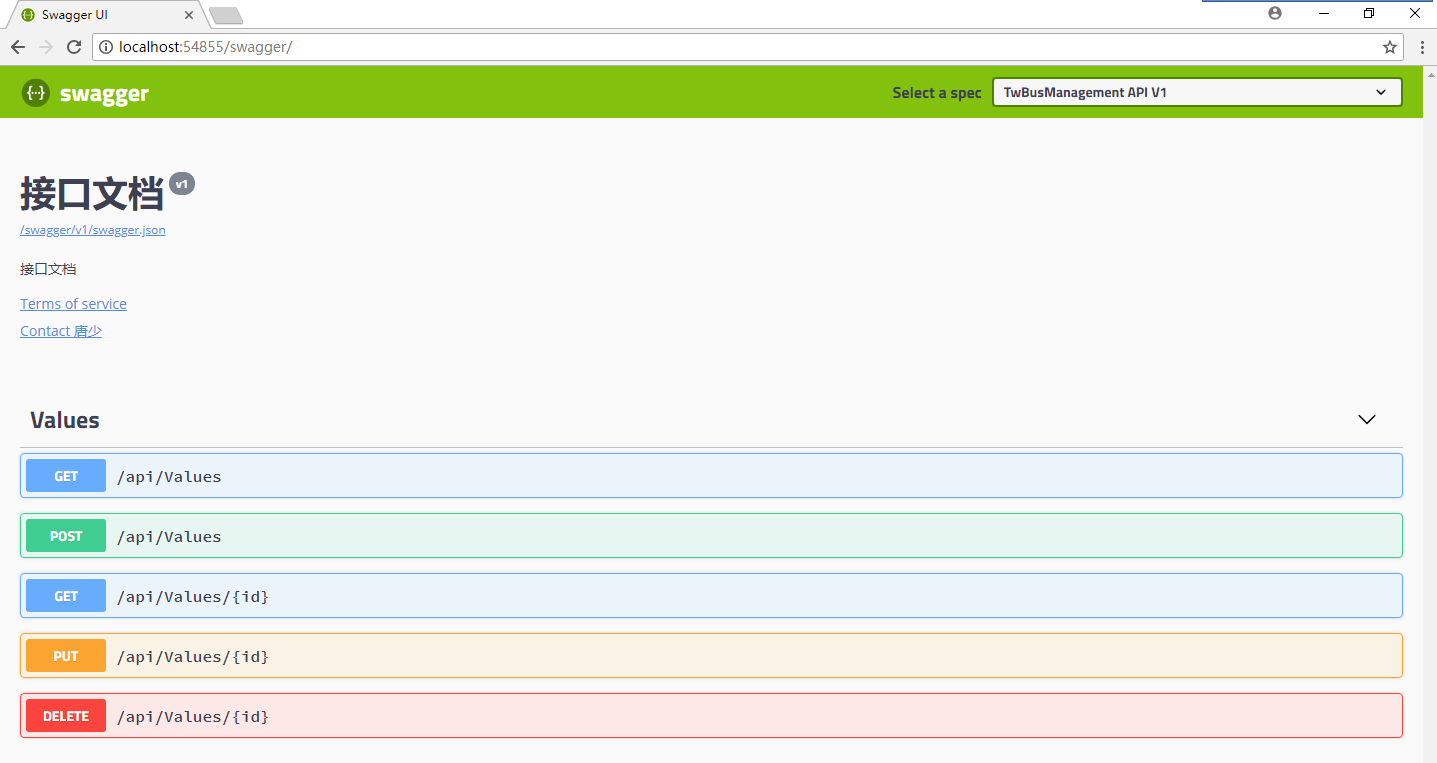 Swagger UI
localhost:54855/swagger/
{···} swagger
Select a spec
TwBusManagement API V1
接口文档 v1
/swagger/v1/swagger.json
接口文档
Terms of service
Contact 唐少
Values
GET /api/Values
POST /api/Values
GET /api/Values/{id}
PUT /api/Values/{id}
DELETE /api/Values/{id}